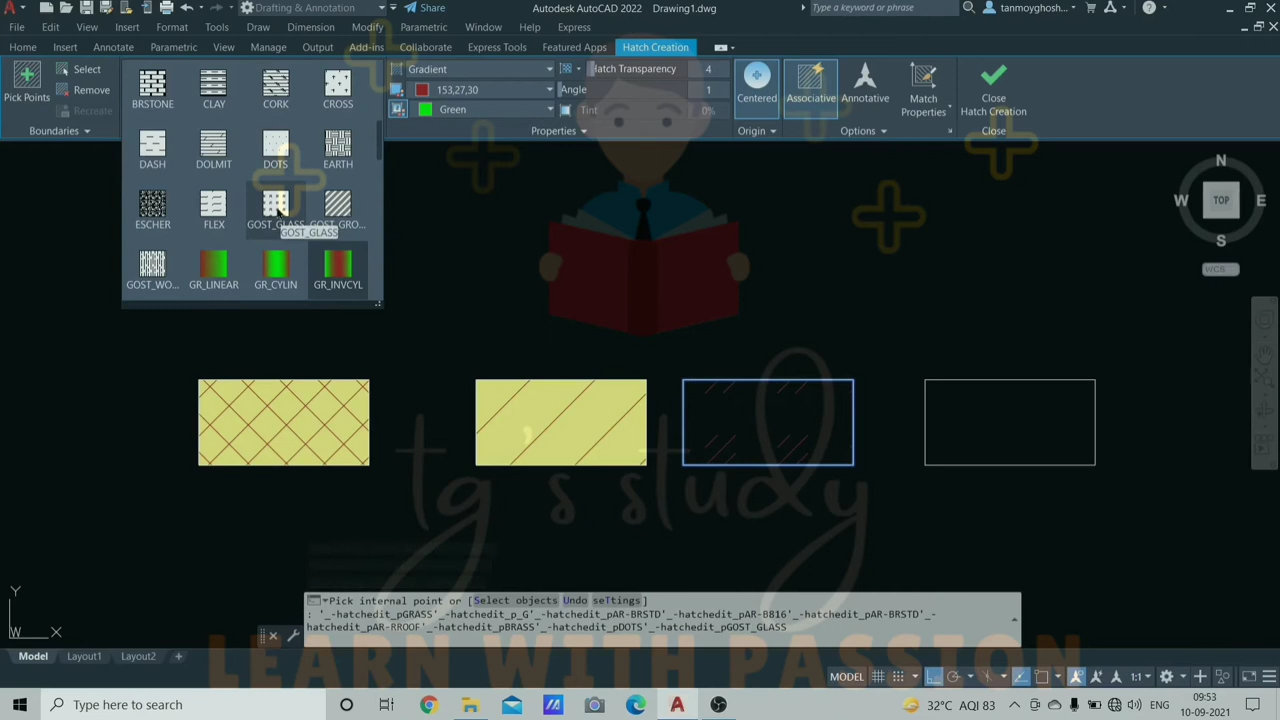 Drafting & Annotation
Share
Autodesk AutoCAD 2022 Drawing1.dwg
Type a keyword or phrase
tanmoyghosh...
File Edit View Insert Format Tools Draw Dimension Modify Parametric Window Help Express
Home Insert Annotate Parametric View Manage Output Add-ins Collaborate Express Tools Featured Apps Hatch Creation
Pick Points
Select
Remove
Recreate
Boundaries
BRSTONE CLAY CORK CROSS
DASH DOLMIT DOTS EARTH
ESCHER FLEX GOST_GLASS GOST_GRO...
GOST_GLASS
GOST_WO... GR_LINEAR GR_CYLIN GR_INVCYL
Gradient
153,27,30
Green
Hatch Transparency 4
Angle 1
Tint 0%
Properties
Centered
Origin
Associative
Annotative
Match
Properties
Options
Close
Hatch Creation
Close
N
W TOP E
S
WCS
tg's study
LEARN WITH PASSION
Y
W X
Pick internal point or [Select objects Undo seTtings]
: '_-hatchedit_pGRASS'_-hatchedit_p_G'_-hatchedit_pAR-BRSTD'_-hatchedit_pAR-B816'_-hatchedit_pAR-BRSTD'_-
hatchedit_pAR-RROOF'_-hatchedit_pBRASS'_-hatchedit_pDOTS'_-hatchedit_pGOST_GLASS
Model Layout1 Layout2 +
MODEL
1:1
Type here to search
32°C AQI 83
ENG
09:53
10-09-2021